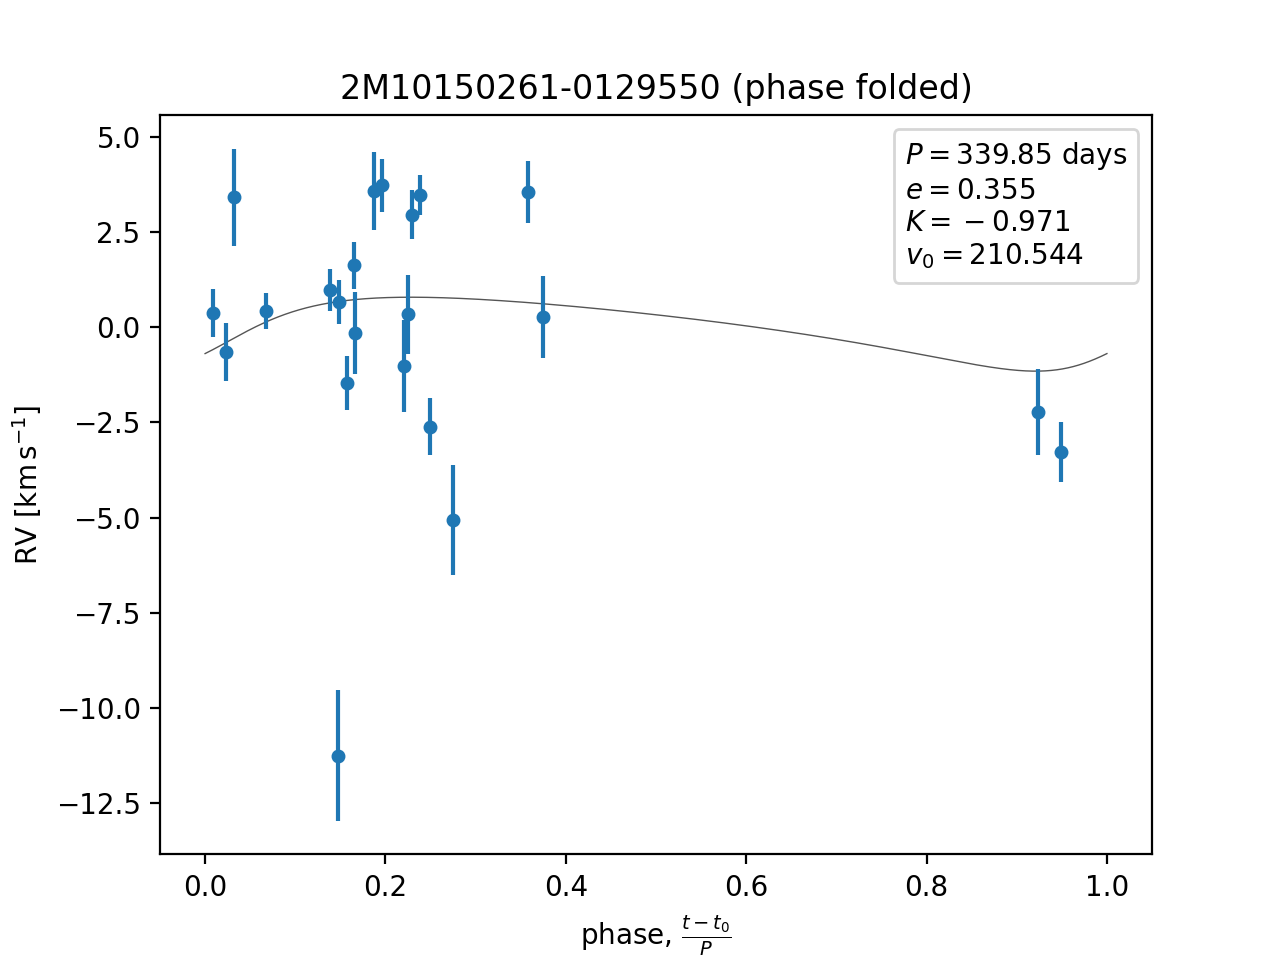 2M10150261-0129550 (phase folded)
P = 339.85 days
e = 0.355
K = −0.971
v₀ = 210.544
5.0
2.5
0.0
−2.5
−5.0
−7.5
−10.0
−12.5
RV [km s⁻¹]
0.0 0.2 0.4 0.6 0.8 1.0
phase, (t − t₀)/P